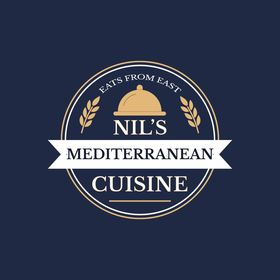 EATS FROM EAST
NIL'S
MEDITERRANEAN
CUISINE